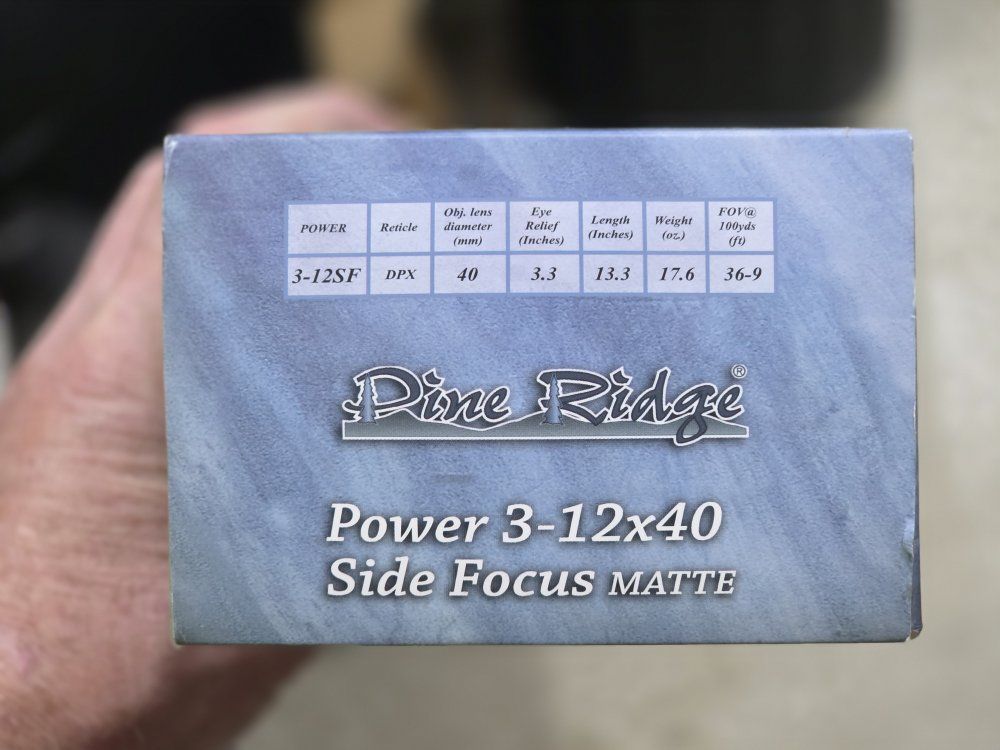 POWER Reticle Obj. lens diameter (mm) Eye Relief (Inches) Length (Inches) Weight (oz.) FOV@ 100yds (ft)
3-12SF DPX 40 3.3 13.3 17.6 36-9
Pine Ridge®
Power 3-12x40
Side Focus MATTE